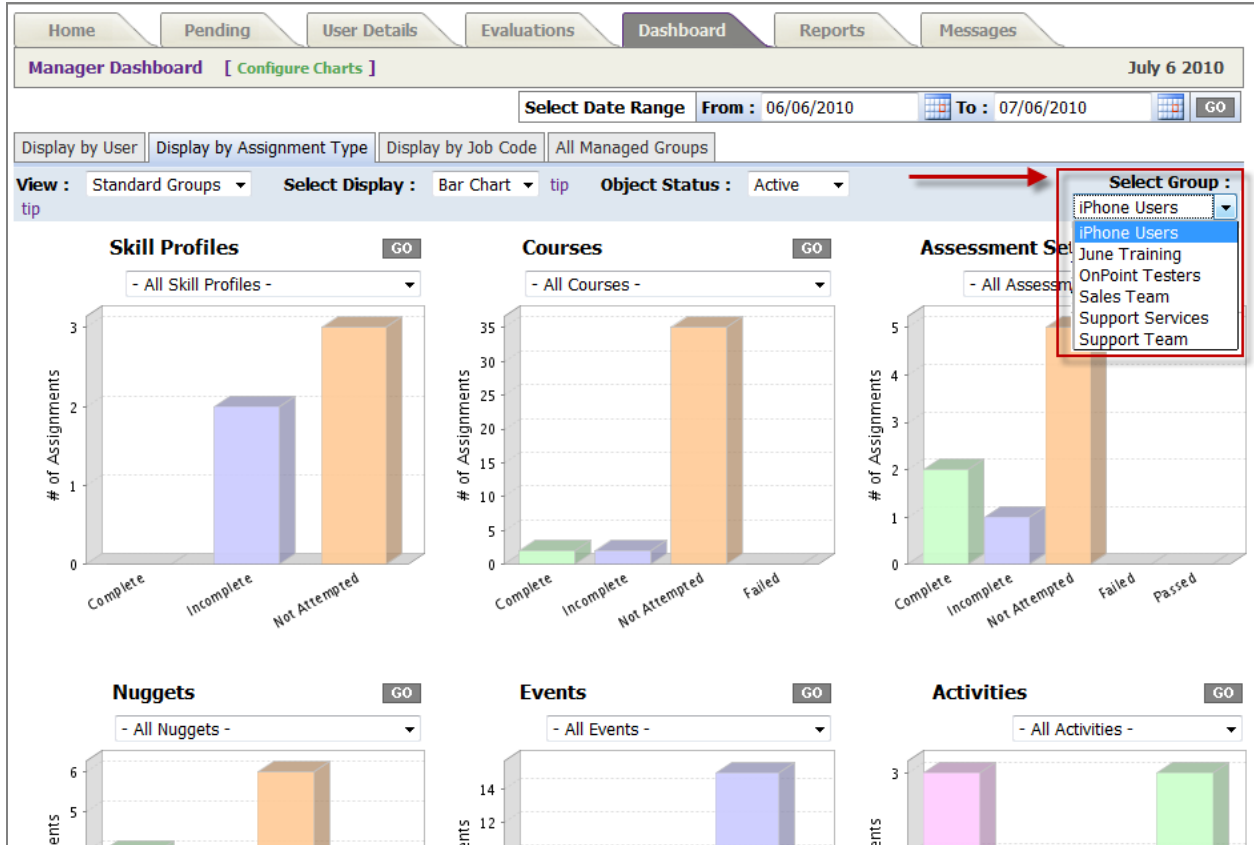 Home Pending User Details Evaluations Dashboard Reports Messages
Manager Dashboard [ Configure Charts ] July 6 2010
Select Date Range From : 06/06/2010 To : 07/06/2010 GO
Display by User Display by Assignment Type Display by Job Code All Managed Groups
View : Standard Groups Select Display : Bar Chart tip Object Status : Active Select Group :
tip
iPhone Users
iPhone Users
June Training
OnPoint Testers
Sales Team
Support Services
Support Team
Skill Profiles GO
- All Skill Profiles -
3
2
1
0
# of Assignments
Complete Incomplete Not Attempted
Courses GO
- All Courses -
35
30
25
20
15
10
5
0
# of Assignments
Complete Incomplete Not Attempted Failed
Assessment Se
- All Assessm
5
4
3
2
1
0
# of Assignments
Complete Incomplete Not Attempted Failed Passed
Nuggets GO
- All Nuggets -
6
5
ents
Events GO
- All Events -
14
12
ents
Activities GO
- All Activities -
3
ents